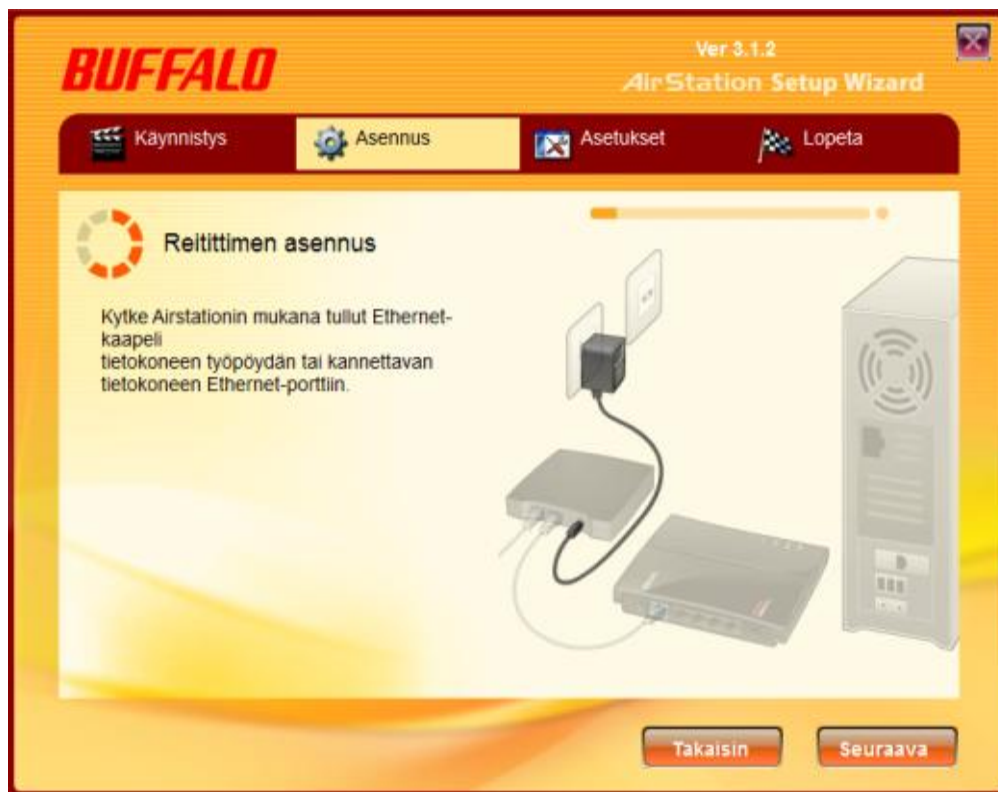 BUFFALO
Ver 3.1.2
AirStation Setup Wizard
Käynnistys
Asennus
Asetukset
Lopeta
Reitittimen asennus
Kytke Airstationin mukana tullut Ethernet-
kaapeli
tietokoneen työpöydän tai kannettavan
tietokoneen Ethernet-porttiin.
Takaisin
Seuraava